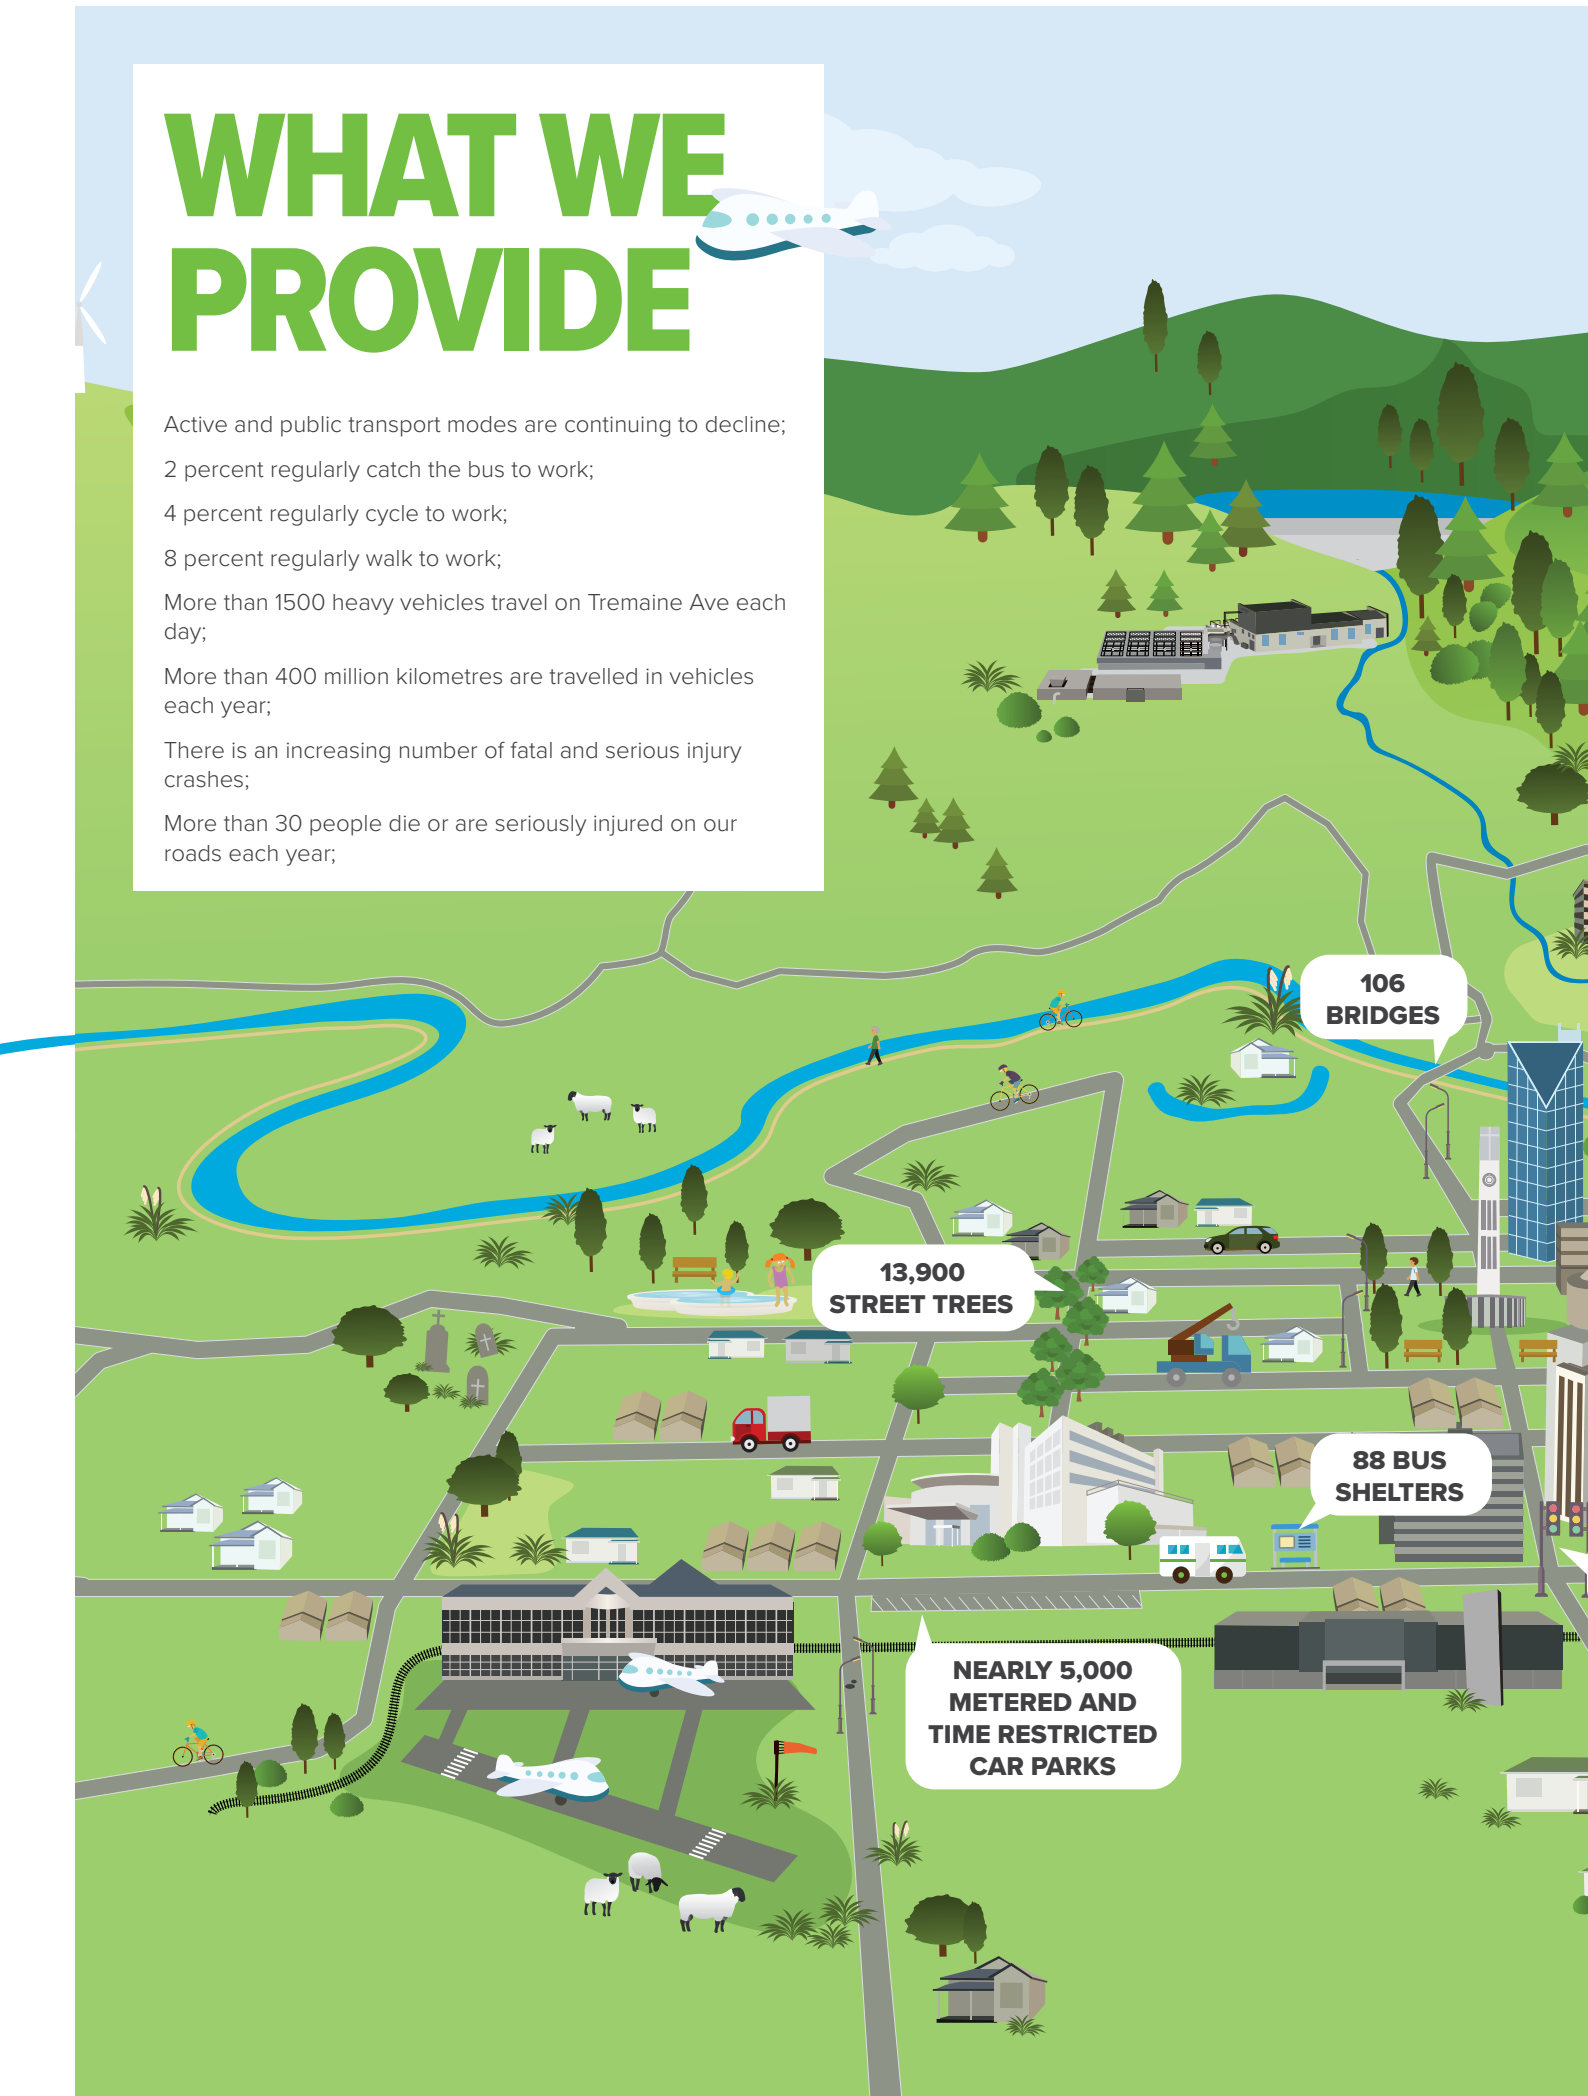 WHAT WE
PROVIDE
Active and public transport modes are continuing to decline;
2 percent regularly catch the bus to work;
4 percent regularly cycle to work;
8 percent regularly walk to work;
More than 1500 heavy vehicles travel on Tremaine Ave each
day;
More than 400 million kilometres are travelled in vehicles
each year;
There is an increasing number of fatal and serious injury
crashes;
More than 30 people die or are seriously injured on our
roads each year;
106
BRIDGES
13,900
STREET TREES
88 BUS
SHELTERS
NEARLY 5,000
METERED AND
TIME RESTRICTED
CAR PARKS